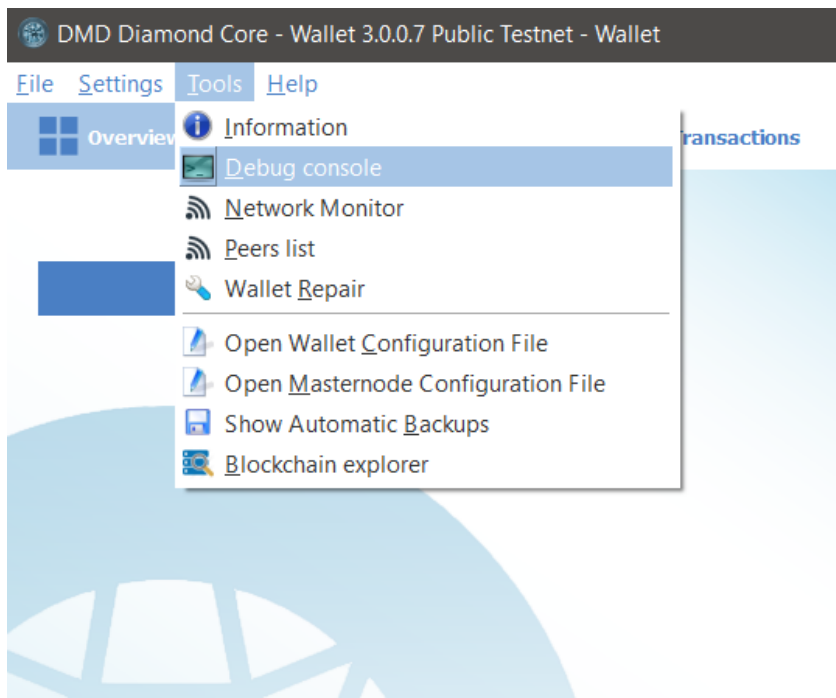 DMD Diamond Core - Wallet 3.0.0.7 Public Testnet - Wallet
File Settings Tools Help
Overview
Information
ransactions
Debug console
Network Monitor
Peers list
Wallet Repair
Open Wallet Configuration File
Open Masternode Configuration File
Show Automatic Backups
Blockchain explorer